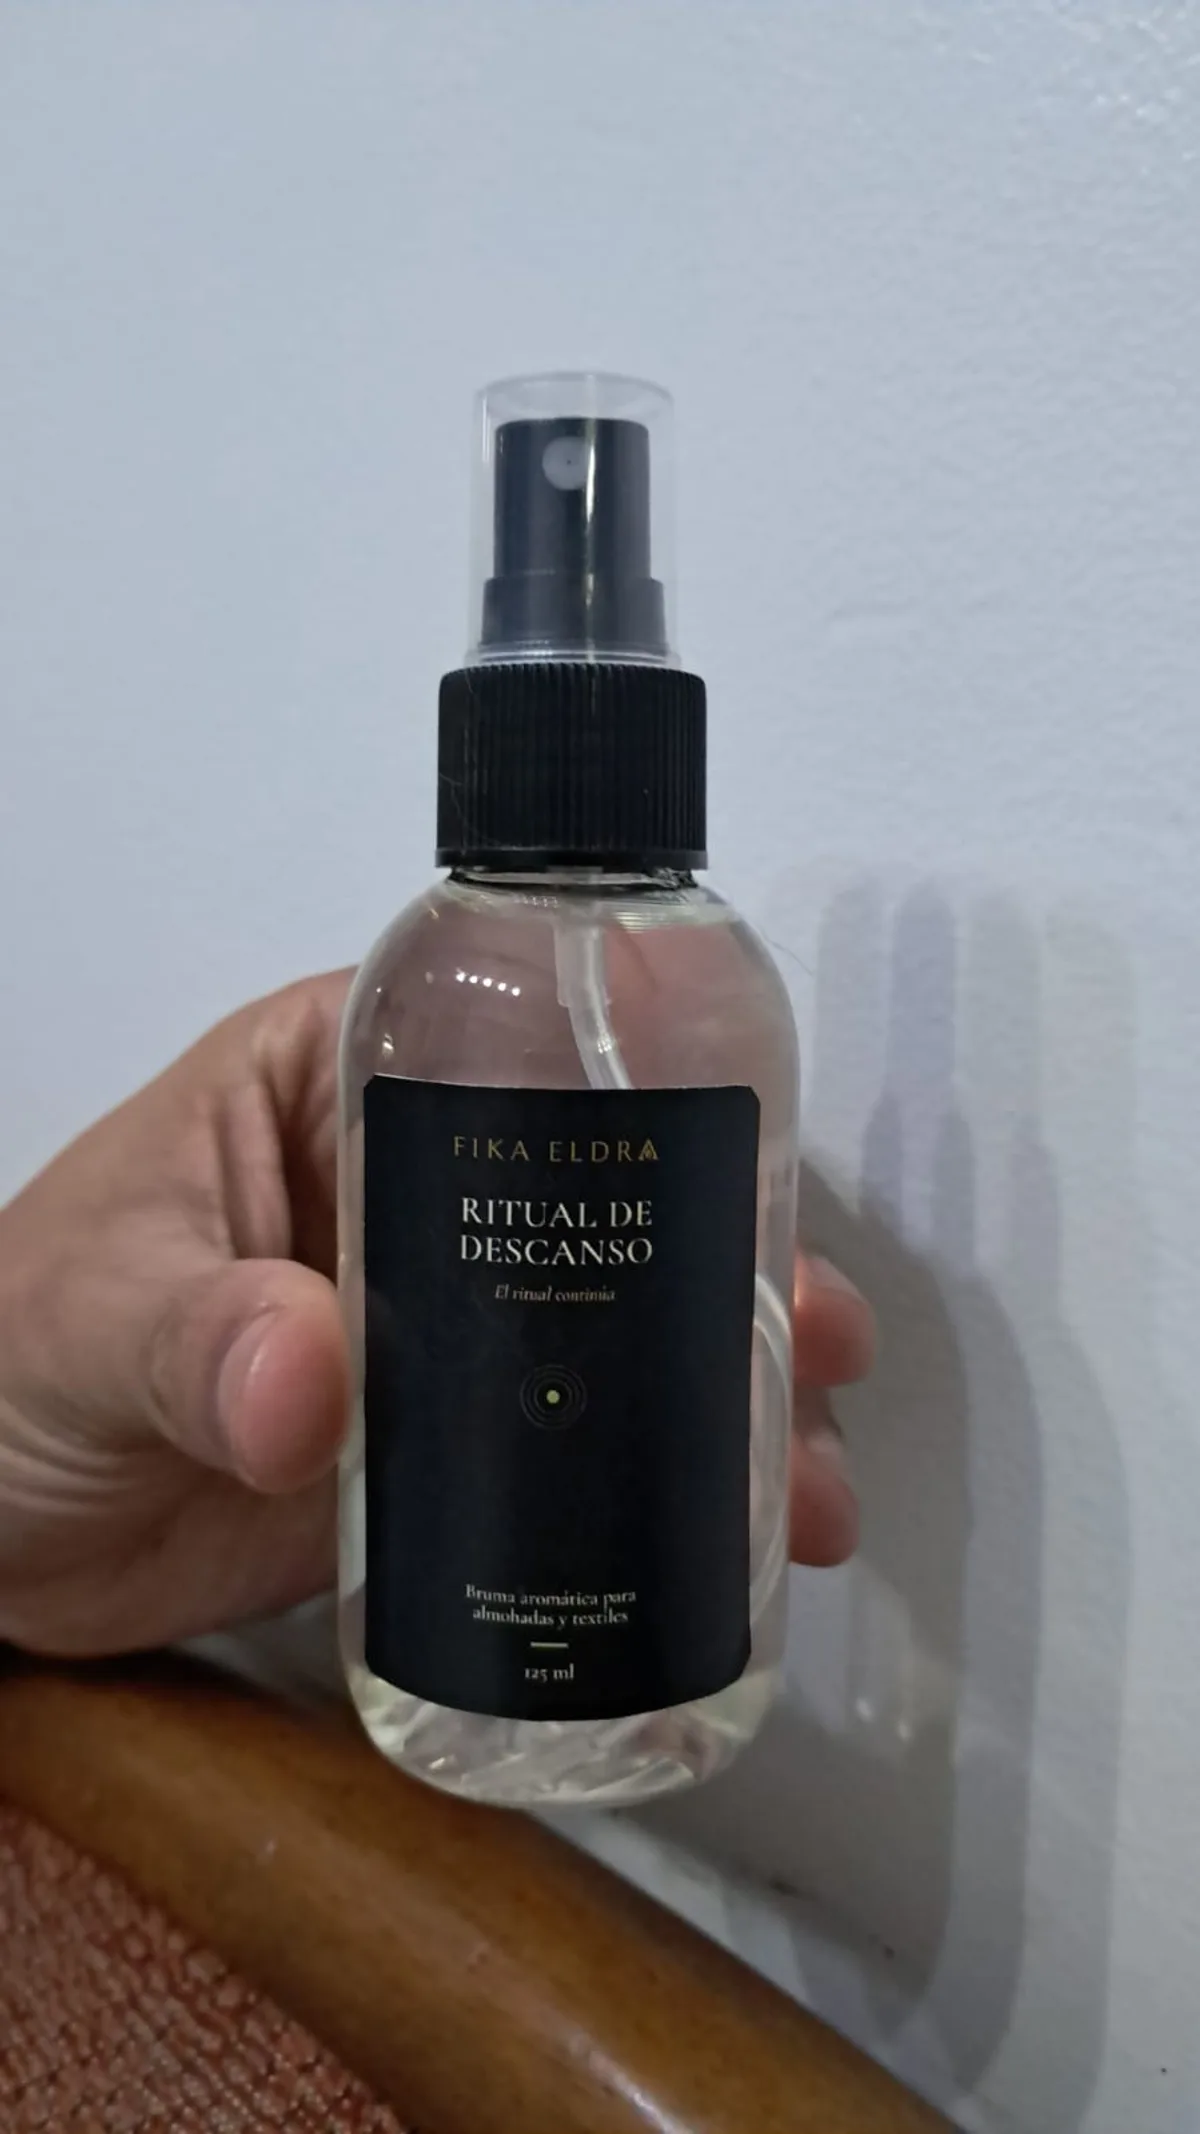 FIKA ELDRA
RITUAL DE
DESCANSO
El ritual continúa
Bruma aromática para
almohadas y textiles
125 ml